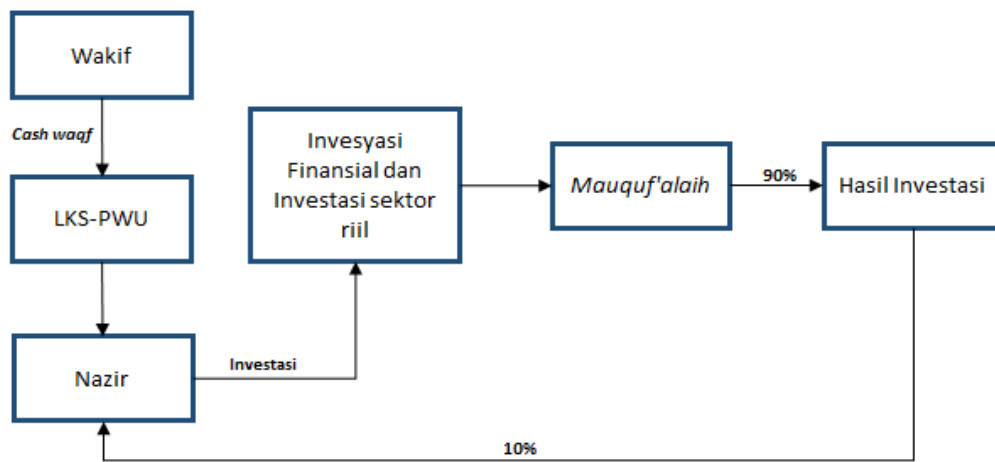 Wakif
Cash waqf
LKS-PWU
Nazir
Investasi
Invesyasi
Finansial dan
Investasi sektor
riil
Mauquf'alaih
90%
Hasil Investasi
10%